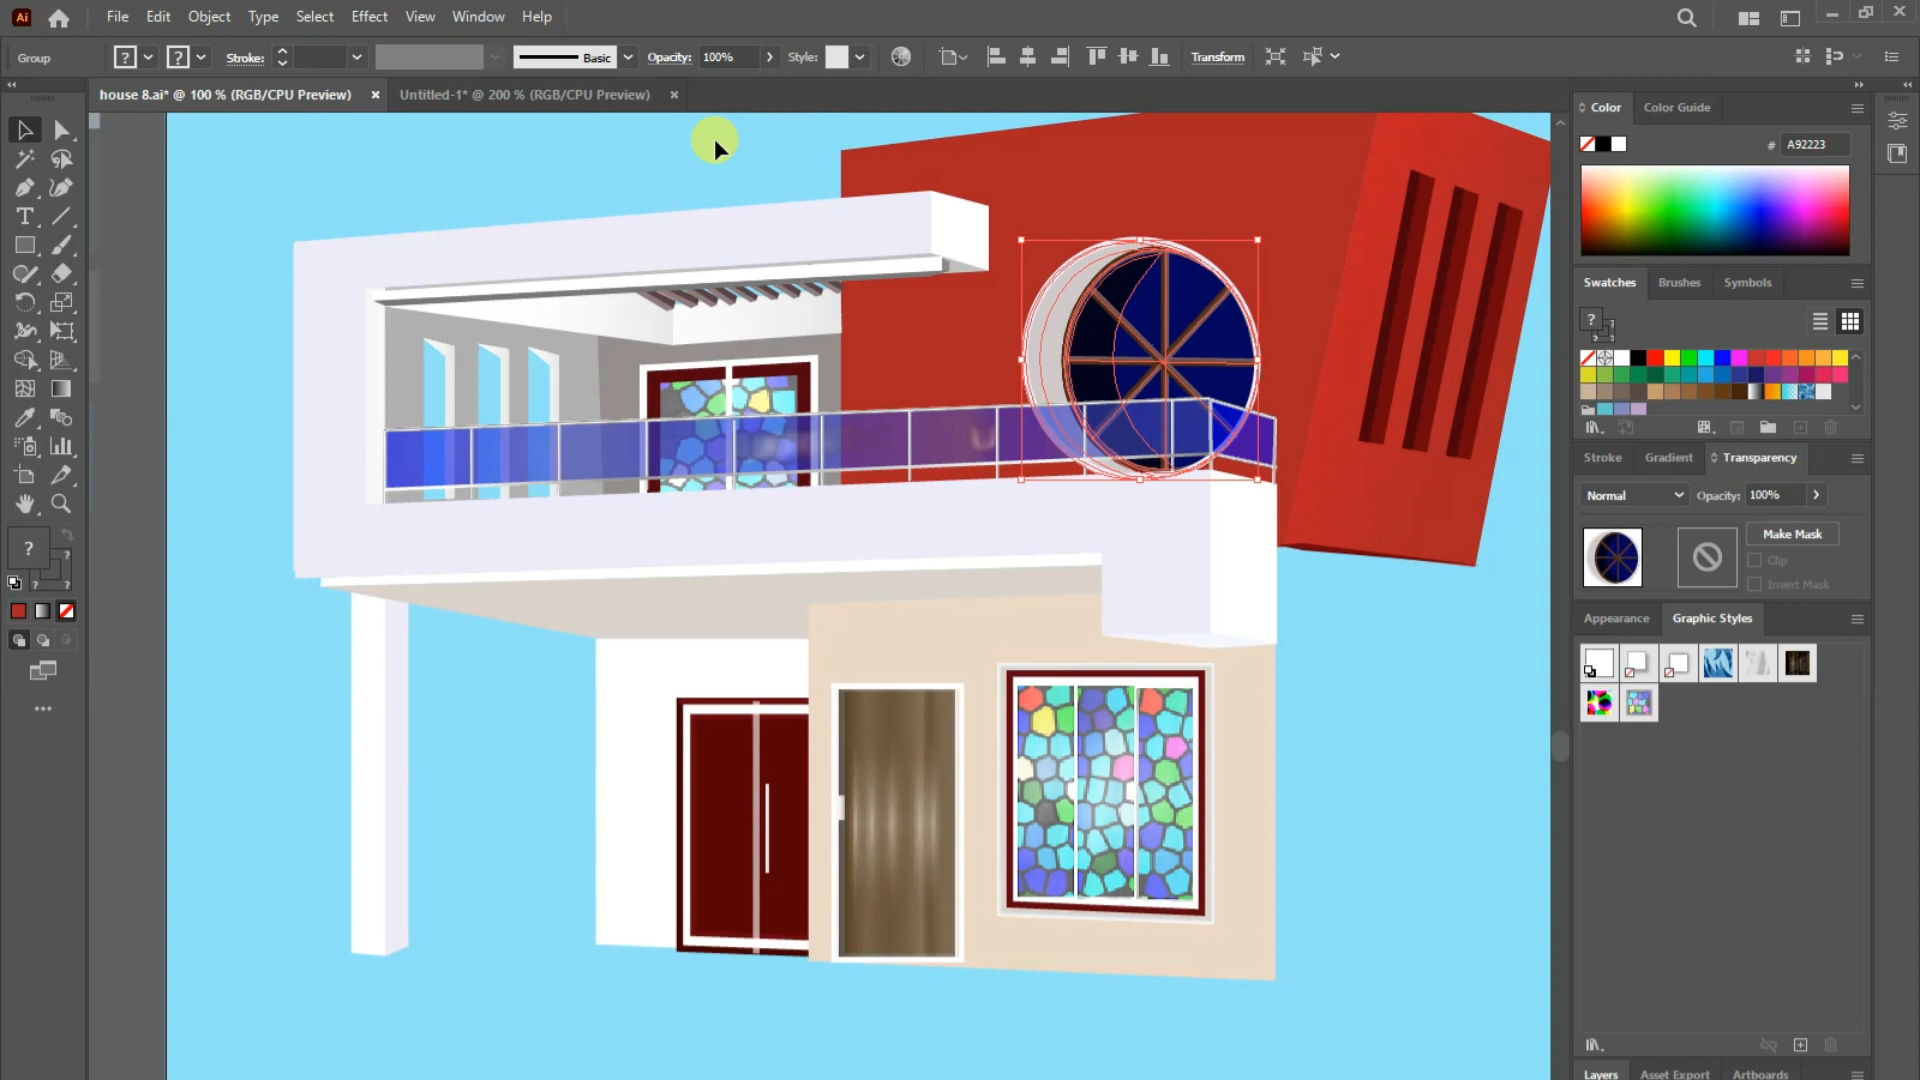 Ai File Edit Object Type Select Effect View Window Help
Group ? ? Stroke: Basic Opacity: 100% Style: Transform
house 8.ai* @ 100 % (RGB/CPU Preview) Untitled-1* @ 200 % (RGB/CPU Preview)
Color Color Guide
# A92223
Swatches Brushes Symbols
?
Stroke Gradient Transparency
Normal Opacity: 100%
Make Mask
Clip
Invert Mask
Appearance Graphic Styles
T
?
?
? ?
Layers Asset Export Artboards